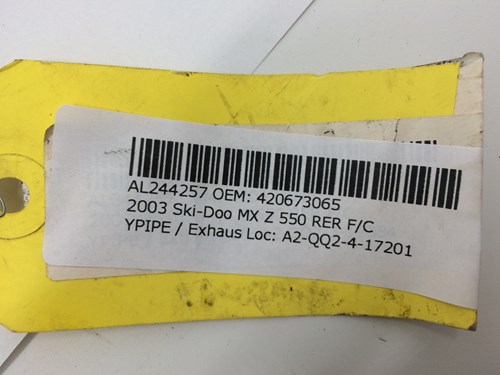 AL244257 OEM: 420673065
2003 Ski-Doo MX Z 550 RER F/C
YPIPE / Exhaus Loc: A2-QQ2-4-17201